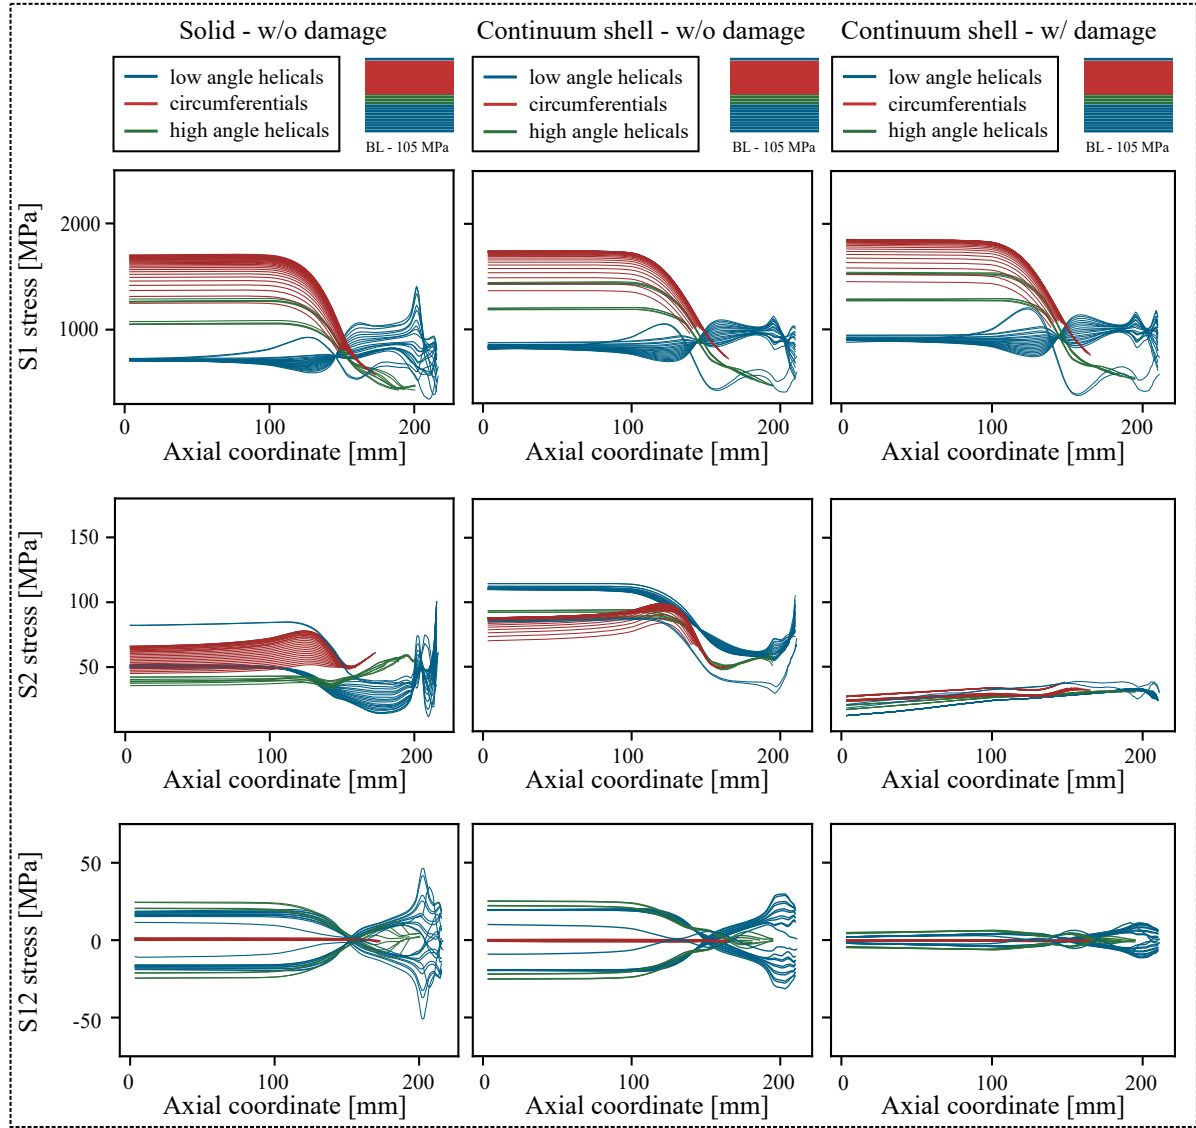 Solid - w/o damage
Continuum shell - w/o damage
Continuum shell - w/ damage
low angle helicals
circumferentials
high angle helicals
BL - 105 MPa
low angle helicals
circumferentials
high angle helicals
BL - 105 MPa
low angle helicals
circumferentials
high angle helicals
BL - 105 MPa
S1 stress [MPa]
2000
1000
0 100 200
Axial coordinate [mm]
0 100 200
Axial coordinate [mm]
0 100 200
Axial coordinate [mm]
S2 stress [MPa]
150
100
50
0 100 200
Axial coordinate [mm]
0 100 200
Axial coordinate [mm]
0 100 200
Axial coordinate [mm]
S12 stress [MPa]
50
0
-50
0 100 200
Axial coordinate [mm]
0 100 200
Axial coordinate [mm]
0 100 200
Axial coordinate [mm]